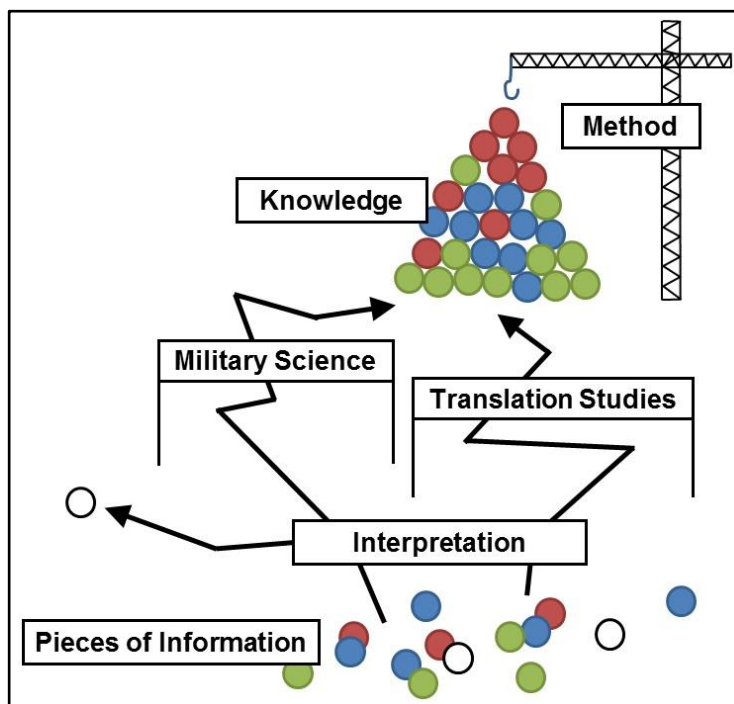 Method
Knowledge
Military Science
Translation Studies
Interpretation
Pieces of Information